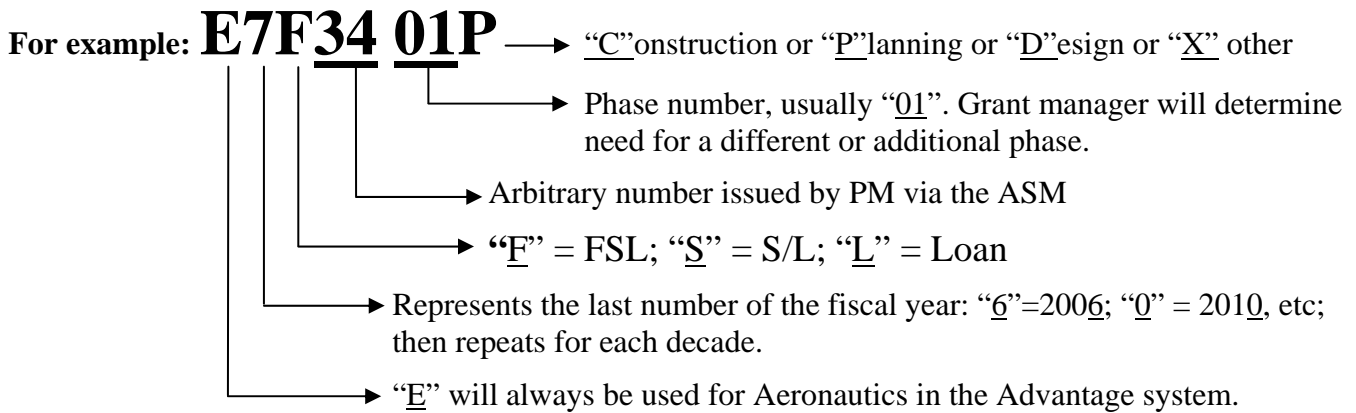 For example: E7F34 01P "C"onstruction or "P"lanning or "D"esign or "X" other
Phase number, usually "01". Grant manager will determine
need for a different or additional phase.
Arbitrary number issued by PM via the ASM
"F" = FSL; "S" = S/L; "L" = Loan
Represents the last number of the fiscal year: "6"=2006; "0" = 2010, etc;
then repeats for each decade.
"E" will always be used for Aeronautics in the Advantage system.